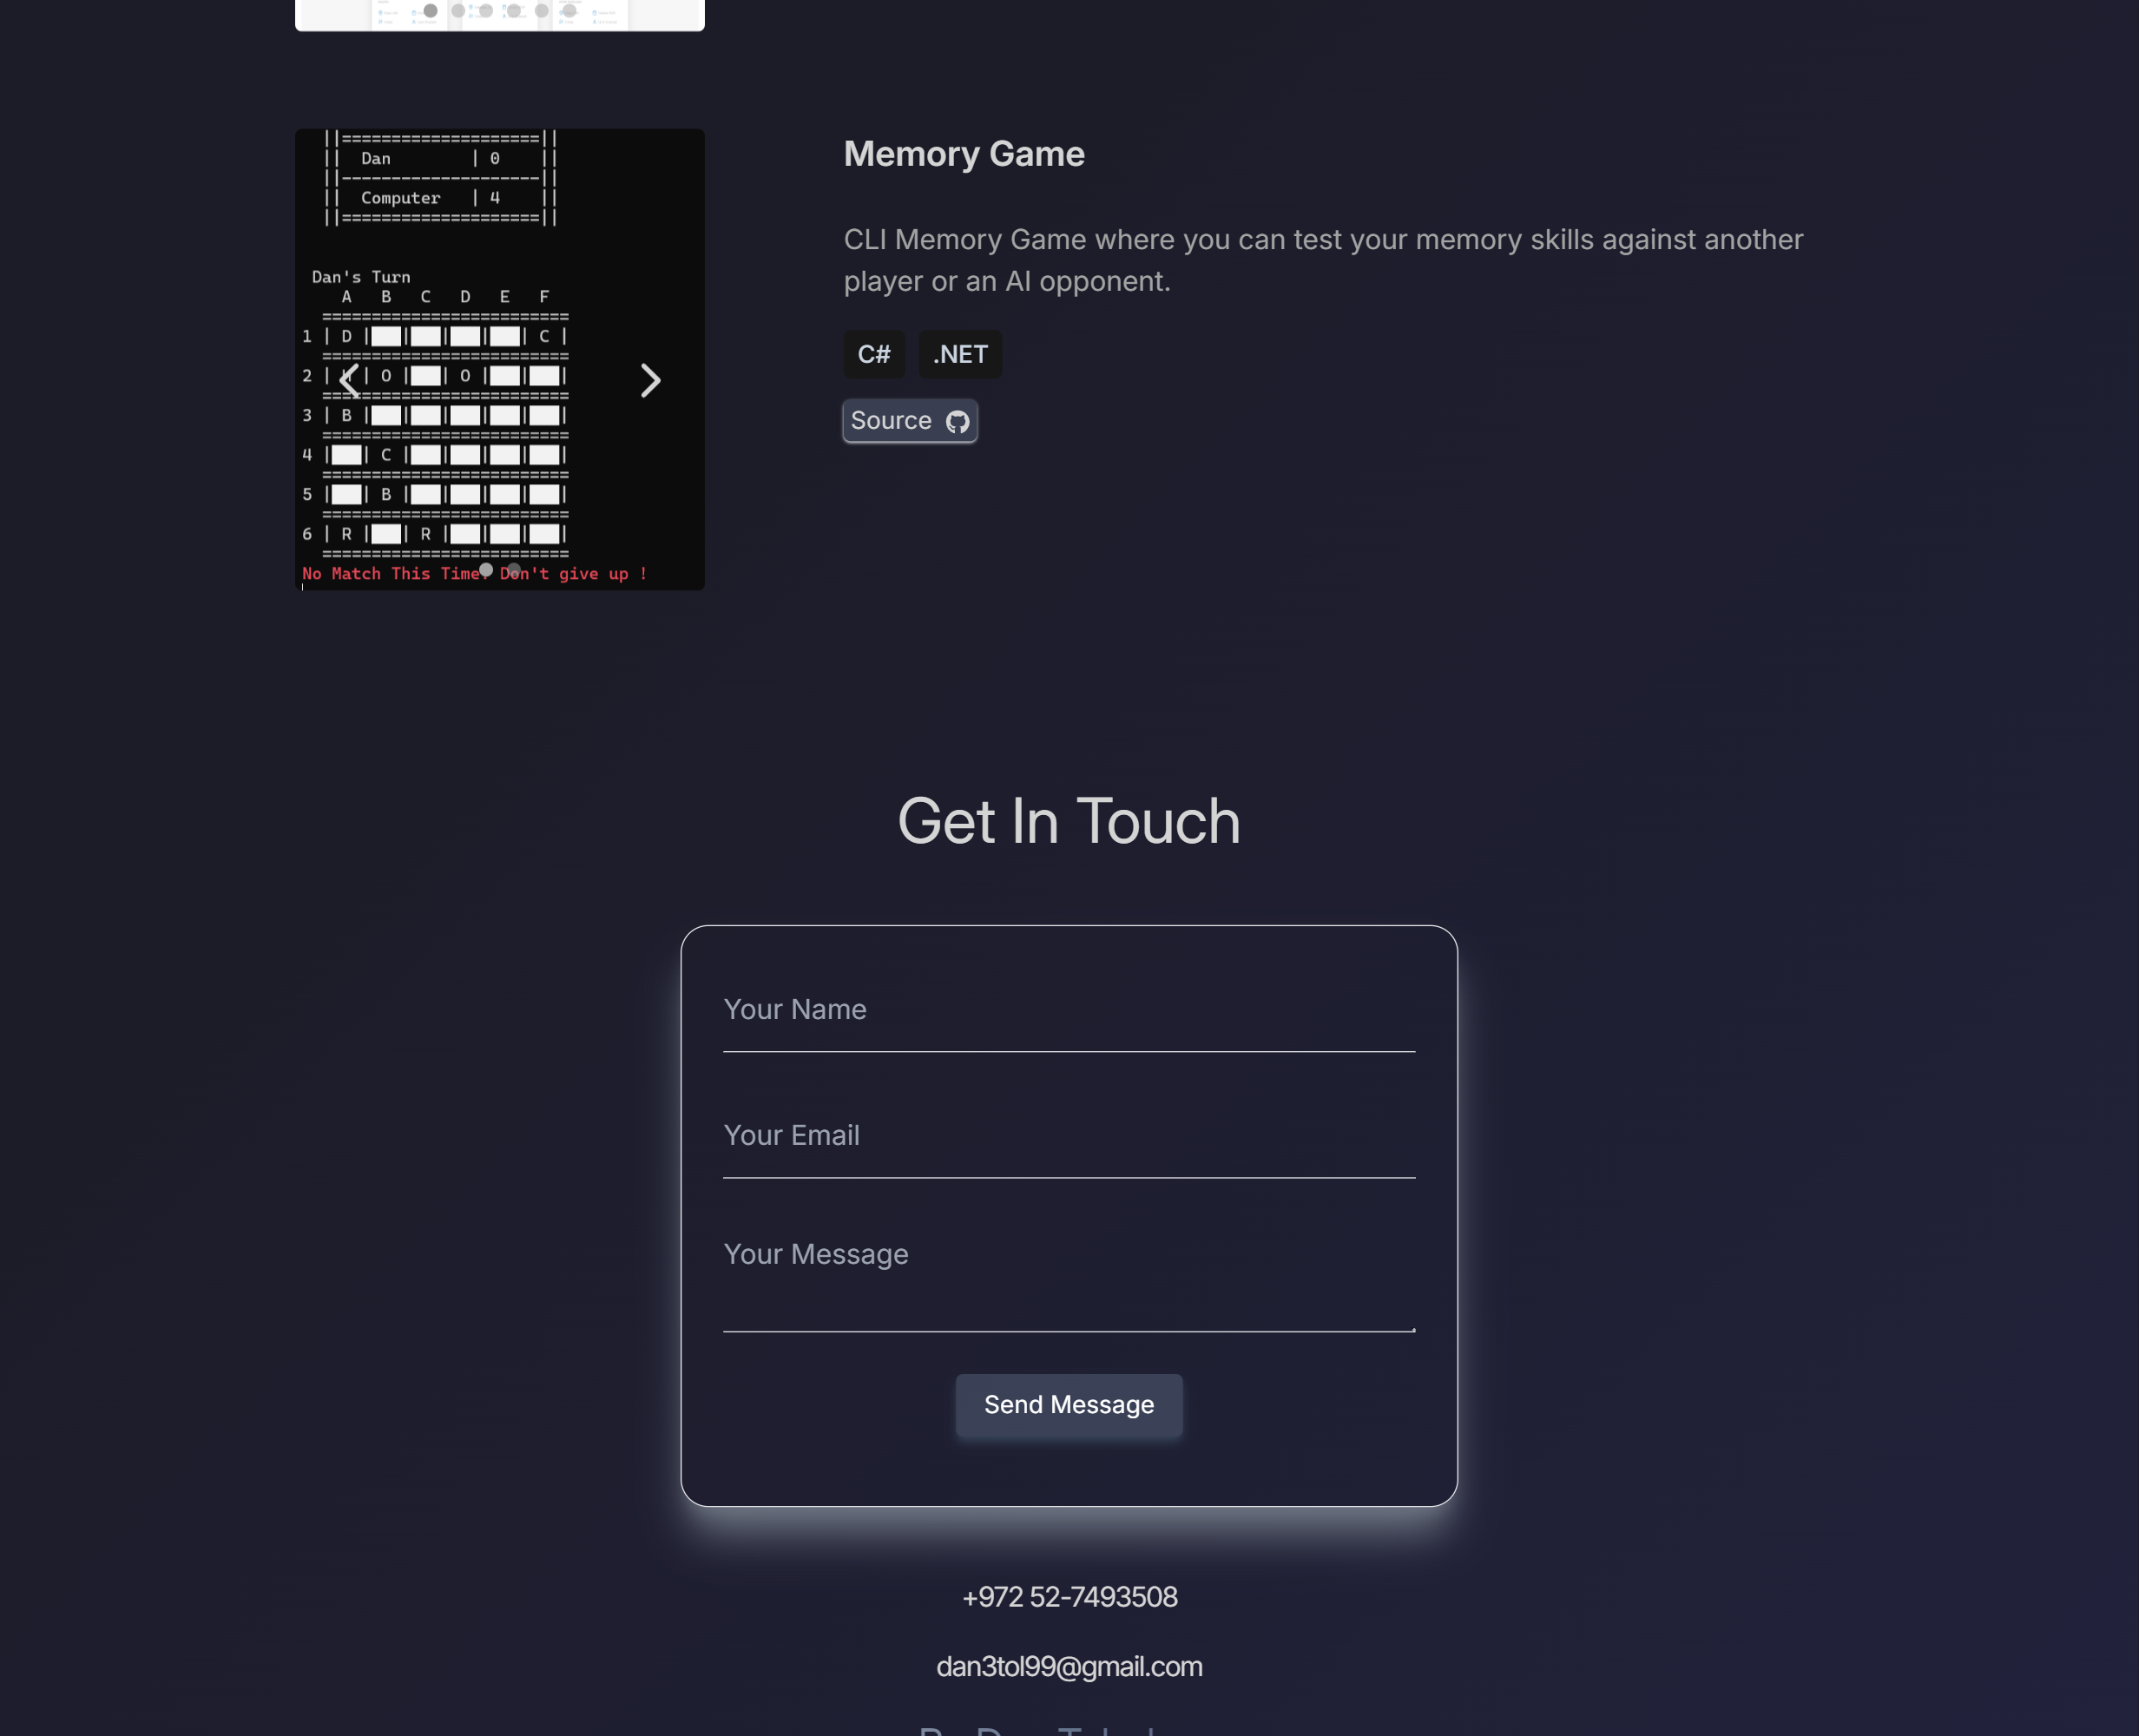 ||====================||
||  Dan        | 0    ||
||--------------------||
||  Computer   | 4    ||
||====================||
Dan's Turn
A B C D E F
=========================
1 | D |███|███|███|███| C |
=========================
2 | | O |███| O |███|███|
=========================
3 | B |███|███|███|███|███|
=========================
4 |███| C |███|███|███|███|
=========================
5 |███| B |███|███|███|███|
=========================
6 | R |███| R |███|███|███|
=========================
No Match This Time. Don't give up !
Memory Game
CLI Memory Game where you can test your memory skills against another
player or an AI opponent.
C# .NET
Source
Get In Touch
Your Name
Your Email
Your Message
Send Message
+972 52-7493508
dan3tol99@gmail.com